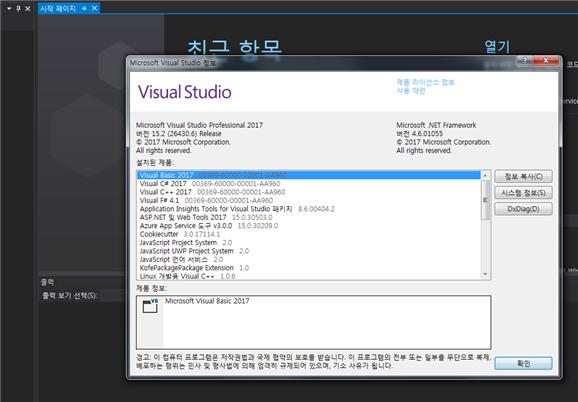 시작 페이지
최근 항목
열기
코드
Microsoft Visual Studio 정보
Visual Studio
제품 라이선스 정보
사용 약관
Microsoft Visual Studio Professional 2017
버전 15.2 (26430.6) Release
© 2017 Microsoft Corporation.
All rights reserved.
Microsoft .NET Framework
버전 4.6.01055
© 2017 Microsoft Corporation.
All rights reserved.
설치된 제품:
Visual Basic 2017 00369-60000-00001-AA960
Visual C# 2017 00369-60000-00001-AA960
Visual C++ 2017 00369-60000-00001-AA960
Visual F# 4.1 00369-60000-00001-AA960
Application Insights Tools for Visual Studio 패키지 8.6.00404.2
ASP.NET 및 Web Tools 2017 15.0.30503.0
Azure App Service 도구 v3.0.0 15.0.30209.0
Cookiecutter 3.0.17114.1
JavaScript Project System 2.0
JavaScript UWP Project System 2.0
JavaScript 언어 서비스 2.0
KofePackagePackage Extension 1.0
Linux 개발용 Visual C++ 1.0.6
정보 복사(C)
시스템 정보(S)
DxDiag(D)
제품 정보:
VB
Microsoft Visual Basic 2017
경고: 이 컴퓨터 프로그램은 저작권법과 국제 협약의 보호를 받습니다. 이 프로그램의 전부 또는 일부를 무단으로 복제,
배포하는 행위는 민사 및 형사법에 의해 엄격히 규제되어 있으며, 기소 사유가 됩니다.
확인
출력
출력 보기 선택(S):